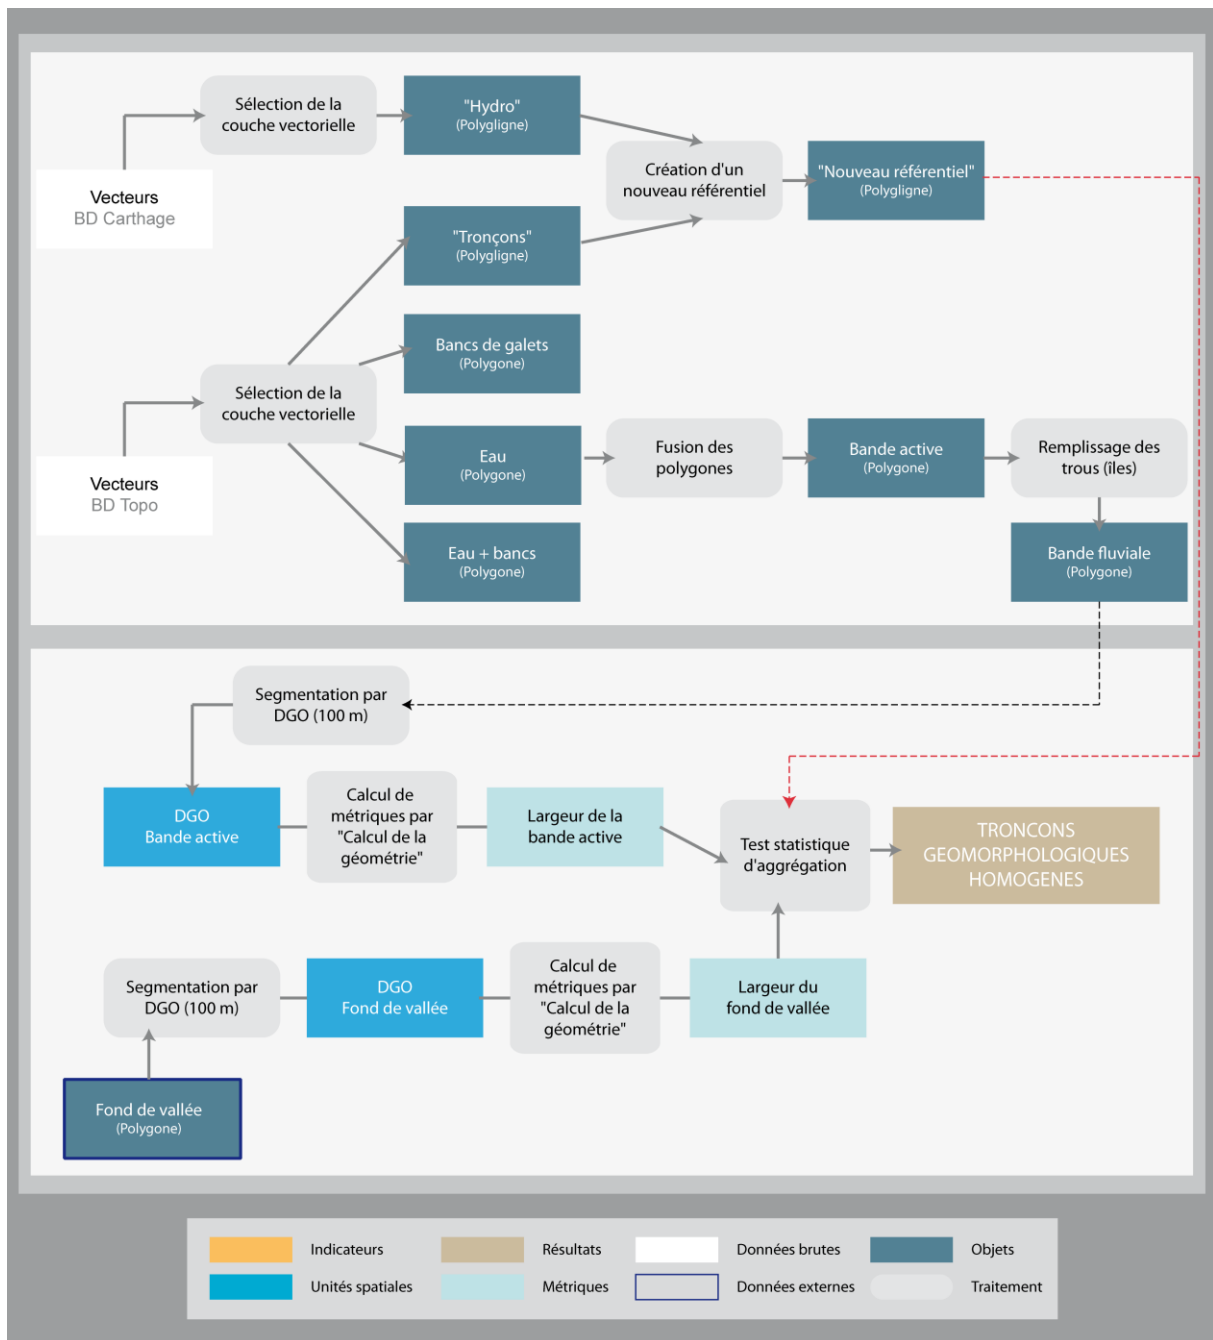 Sélection de la
couche vectorielle
"Hydro"
(Polygligne)
Création d'un
nouveau référentiel
"Nouveau référentiel"
(Polygligne)
Vecteurs
BD Carthage
"Tronçons"
(Polygligne)
Bancs de galets
(Polygone)
Sélection de la
couche vectorielle
Eau
(Polygone)
Fusion des
polygones
Bande active
(Polygone)
Remplissage des
trous (îles)
Vecteurs
BD Topo
Eau + bancs
(Polygone)
Bande fluviale
(Polygone)
Segmentation par
DGO (100 m)
DGO
Bande active
Calcul de
métriques par
"Calcul de la
géométrie"
Largeur de la
bande active
Test statistique
d'aggrégation
TRONCONS
GEOMORPHOLOGIQUES
HOMOGENES
Segmentation par
DGO (100 m)
DGO
Fond de vallée
Calcul de
métriques par
"Calcul de la
géométrie"
Largeur du
fond de vallée
Fond de vallée
(Polygone)
Indicateurs
Résultats
Données brutes
Objets
Unités spatiales
Métriques
Données externes
Traitement